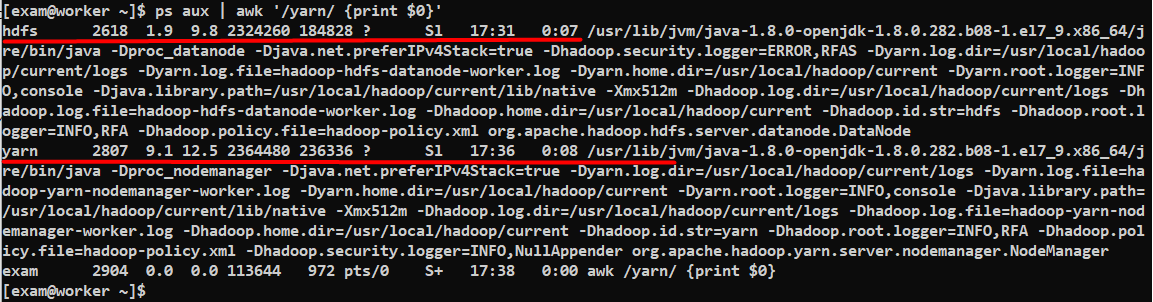 [exam@worker ~]$ ps aux | awk '/yarn/ {print $0}'
hdfs      2618  1.9  9.8 2324260 184828 ?      Sl   17:31   0:07 /usr/lib/jvm/java-1.8.0-openjdk-1.8.0.282.b08-1.el7_9.x86_64/j
re/bin/java -Dproc_datanode -Djava.net.preferIPv4Stack=true -Dhadoop.security.logger=ERROR,RFAS -Dyarn.log.dir=/usr/local/hadoo
p/current/logs -Dyarn.log.file=hadoop-hdfs-datanode-worker.log -Dyarn.home.dir=/usr/local/hadoop/current -Dyarn.root.logger=INF
O,console -Djava.library.path=/usr/local/hadoop/current/lib/native -Xmx512m -Dhadoop.log.dir=/usr/local/hadoop/current/logs -Dh
adoop.log.file=hadoop-hdfs-datanode-worker.log -Dhadoop.home.dir=/usr/local/hadoop/current -Dhadoop.id.str=hdfs -Dhadoop.root.l
ogger=INFO,RFA -Dhadoop.policy.file=hadoop-policy.xml org.apache.hadoop.hdfs.server.datanode.DataNode
yarn      2807  9.1 12.5 2364480 236336 ?      Sl   17:36   0:08 /usr/lib/jvm/java-1.8.0-openjdk-1.8.0.282.b08-1.el7_9.x86_64/j
re/bin/java -Dproc_nodemanager -Djava.net.preferIPv4Stack=true -Dyarn.log.dir=/usr/local/hadoop/current/logs -Dyarn.log.file=ha
doop-yarn-nodemanager-worker.log -Dyarn.home.dir=/usr/local/hadoop/current -Dyarn.root.logger=INFO,console -Djava.library.path=
/usr/local/hadoop/current/lib/native -Xmx512m -Dhadoop.log.dir=/usr/local/hadoop/current/logs -Dhadoop.log.file=hadoop-yarn-nod
emanager-worker.log -Dhadoop.home.dir=/usr/local/hadoop/current -Dhadoop.id.str=yarn -Dhadoop.root.logger=INFO,RFA -Dhadoop.pol
icy.file=hadoop-policy.xml -Dhadoop.security.logger=INFO,NullAppender org.apache.hadoop.yarn.server.nodemanager.NodeManager
exam      2904  0.0  0.0 113644   972 pts/0    S+   17:38   0:00 awk /yarn/ {print $0}
[exam@worker ~]$